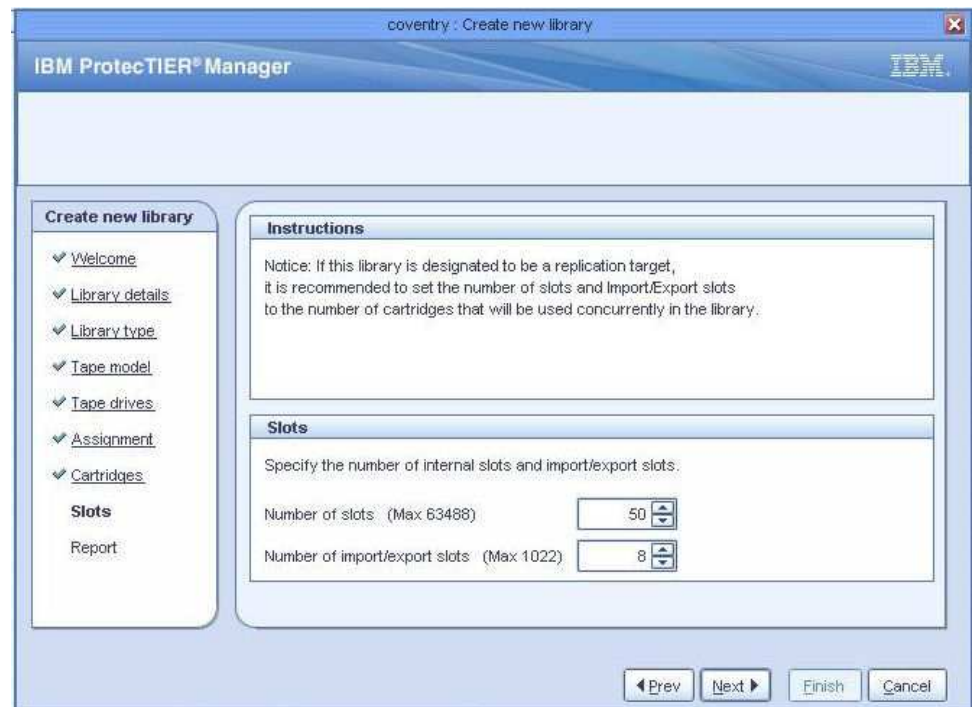 coventry : Create new library
IBM ProtecTIER® Manager
IBM.
Create new library
Welcome
Library details
Library type
Tape model
Tape drives
Assignment
Cartridges
Slots
Report
Instructions
Notice: If this library is designated to be a replication target,
it is recommended to set the number of slots and Import/Export slots
to the number of cartridges that will be used concurrently in the library.
Slots
Specify the number of internal slots and import/export slots.
Number of slots (Max 63488) 50
Number of import/export slots (Max 1022) 8
Prev Next Finish Cancel